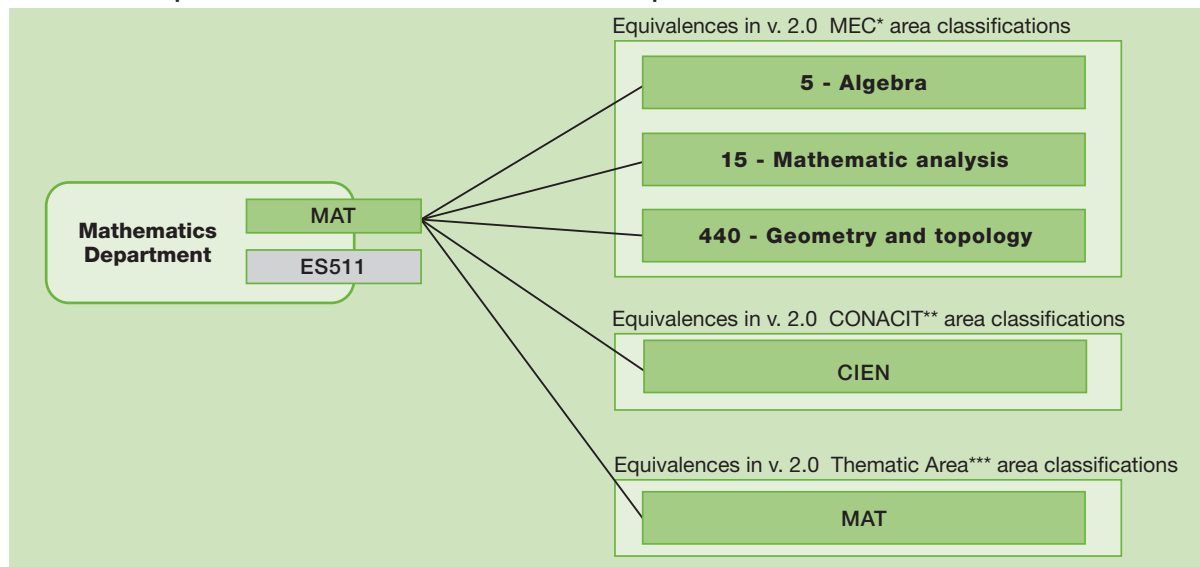 Equivalences in v. 2.0 MEC* area classifications
5 - Algebra
15 - Mathematic analysis
440 - Geometry and topology
Mathematics
Department
MAT
ES511
Equivalences in v. 2.0 CONACIT** area classifications
CIEN
Equivalences in v. 2.0 Thematic Area*** area classifications
MAT